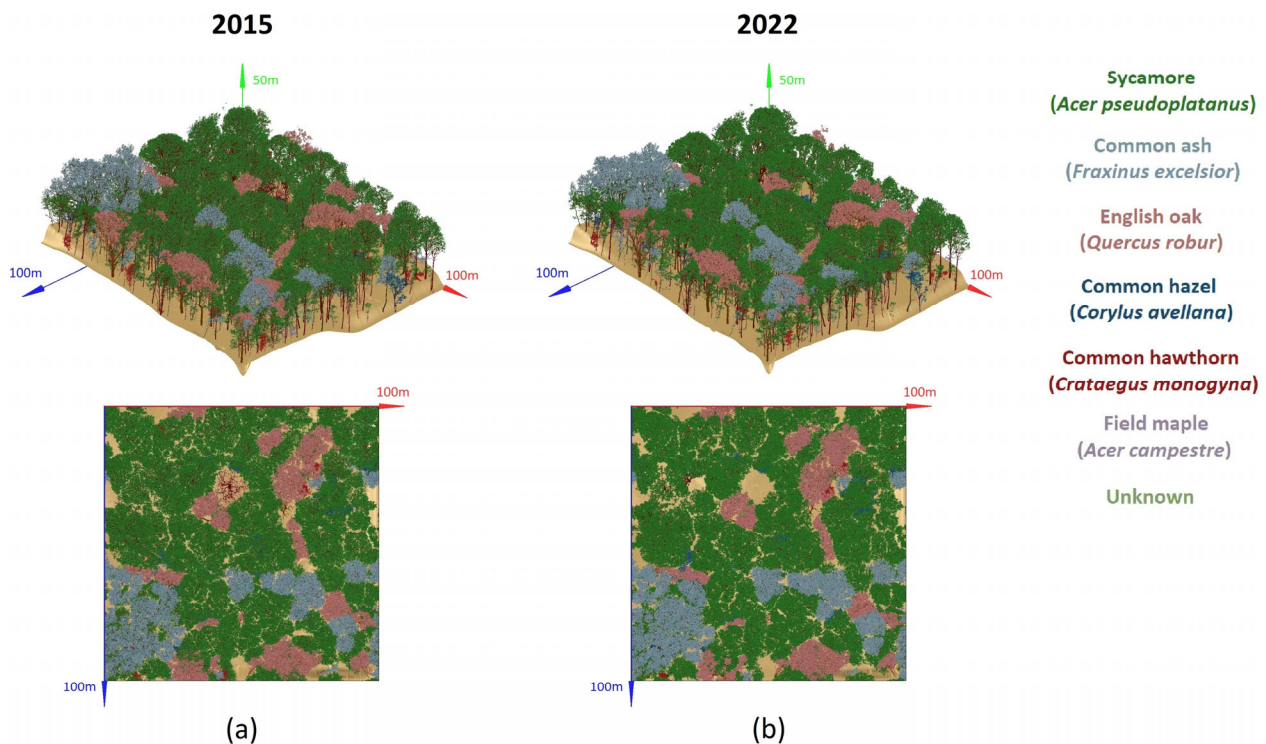 2015
2022
50m
50m
100m
100m
100m
100m
100m
100m
100m
100m
(a)
(b)
Sycamore
(Acer pseudoplatanus)
Common ash
(Fraxinus excelsior)
English oak
(Quercus robur)
Common hazel
(Corylus avellana)
Common hawthorn
(Crataegus monogyna)
Field maple
(Acer campestre)
Unknown